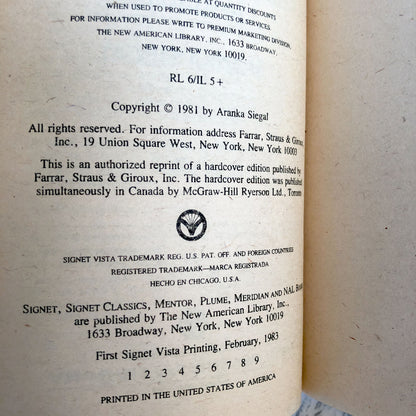 AT QUANTITY DISCOUNTS
WHEN USED TO PROMOTE PRODUCTS OR SERVICES.
FOR INFORMATION PLEASE WRITE TO PREMIUM MARKETING DIVISION,
THE NEW AMERICAN LIBRARY, INC., 1633 BROADWAY,
NEW YORK, NEW YORK 10019.
RL 6/IL 5+
Copyright © 1981 by Aranka Siegal
All rights reserved. For information address Farrar, Straus & Giroux,
Inc., 19 Union Square West, New York, New York 10003
This is an authorized reprint of a hardcover edition published by
Farrar, Straus & Giroux, Inc. The hardcover edition was published
simultaneously in Canada by McGraw-Hill Ryerson Ltd.,
SIGNET VISTA TRADEMARK REG. U.S. PAT. OFF. AND FOREIGN COUNTRIES
REGISTERED TRADEMARK—MARCA REGISTRADA
HECHO EN CHICAGO, U.S.A.
SIGNET, SIGNET CLASSICS, MENTOR, PLUME, MERIDIAN AND NAL
are published by The New American Library, Inc.,
1633 Broadway, New York, New York 10019
First Signet Vista Printing, February, 1983
1 2 3 4 5 6 7 8 9
PRINTED IN THE UNITED STATES OF AMERICA